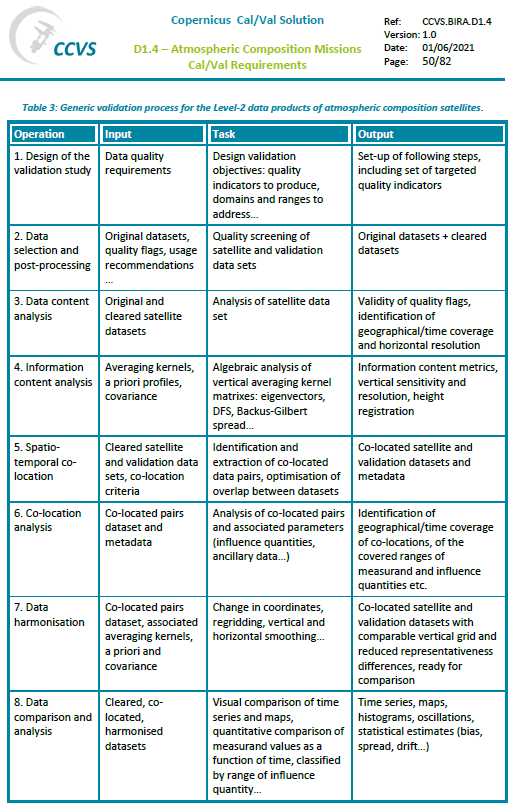 CCVS
Copernicus Cal/Val Solution
D1.4 – Atmospheric Composition Missions
Cal/Val Requirements
Ref: CCVS.BIRA.D1.4
Version: 1.0
Date: 01/06/2021
Page: 50/82
Table 3: Generic validation process for the Level-2 data products of atmospheric composition satellites.
Operation
Input
Task
Output
1. Design of the
validation study
Data quality
requirements
Design validation
objectives: quality
indicators to produce,
domains and ranges to
address…
Set-up of following steps,
including set of targeted
quality indicators
2. Data
selection and
post-processing
Original datasets,
quality flags, usage
recommendations
…
Quality screening of
satellite and validation
data sets
Original datasets + cleared
datasets
3. Data content
analysis
Original and
cleared satellite
datasets
Analysis of satellite data
set
Validity of quality flags,
identification of
geographical/time coverage
and horizontal resolution
4. Information
content analysis
Averaging kernels,
a priori profiles,
covariance
Algebraic analysis of
vertical averaging kernel
matrixes: eigenvectors,
DFS, Backus-Gilbert
spread…
Information content metrics,
vertical sensitivity and
resolution, height
registration
5. Spatio-
temporal co-
location
Cleared satellite
and validation data
sets, co-location
criteria
Identification and
extraction of co-located
data pairs, optimisation of
overlap between datasets
Co-located satellite and
validation datasets and
metadata
6. Co-location
analysis
Co-located pairs
dataset and
metadata
Analysis of co-located pairs
and associated parameters
(influence quantities,
ancillary data…)
Identification of
geographical/time coverage
of co-locations, of the
covered ranges of
measurand and influence
quantities etc.
7. Data
harmonisation
Co-located pairs
dataset, associated
averaging kernels,
a priori and
covariance
Change in coordinates,
regridding, vertical and
horizontal smoothing…
Co-located satellite and
validation datasets with
comparable vertical grid and
reduced representativeness
differences, ready for
comparison
8. Data
comparison and
analysis
Cleared, co-
located,
harmonised
datasets
Visual comparison of time
series and maps,
quantitative comparison of
measurand values as a
function of time, classified
by range of influence
quantity…
Time series, maps,
histograms, oscillations,
statistical estimates (bias,
spread, drift…)